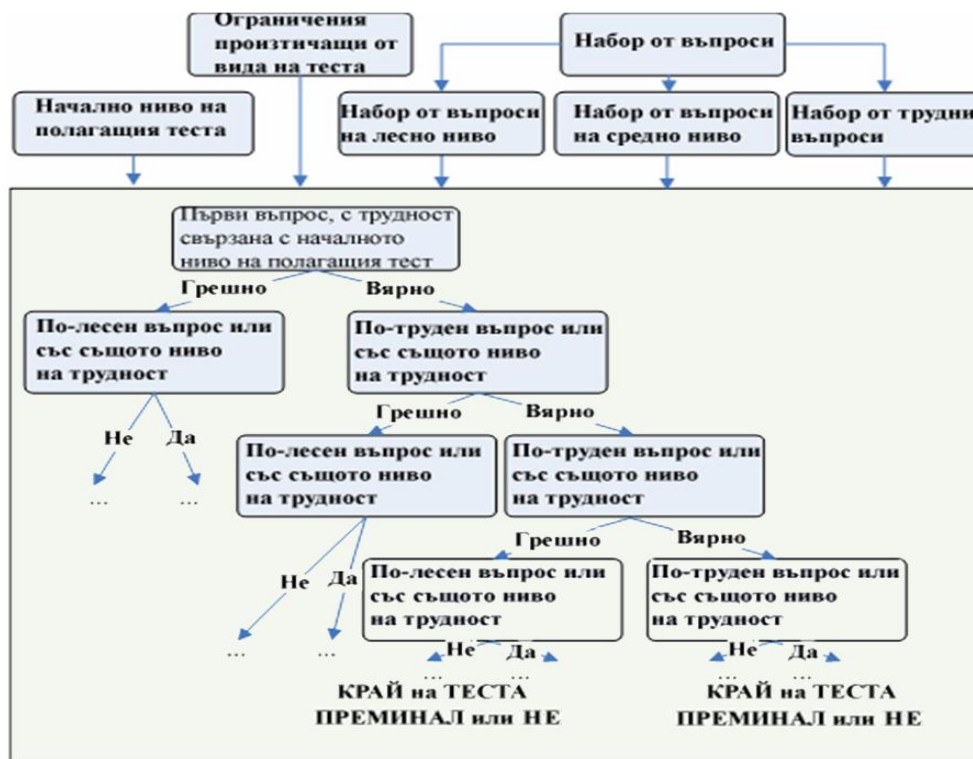 Ограничения
произтичащи от
вида на теста
Набор от въпроси
Начално ниво на
полагащия теста
Набор от въпроси
на лесно ниво
Набор от въпроси
на средно ниво
Набор от трудни
въпроси
Първи въпрос, с трудност
свързана с началното
ниво на полагащия тест
Грешно
Вярно
По-лесен въпрос или
със същото ниво
на трудност
По-труден въпрос или
със същото ниво
на трудност
Не
Да
...
...
Грешно
Вярно
По-лесен въпрос или
със същото ниво
на трудност
По-труден въпрос или
със същото ниво
на трудност
Не
Да
...
...
Грешно
Вярно
По-лесен въпрос или
със същото ниво
на трудност
По-труден въпрос или
със същото ниво
на трудност
Не
Да
...
...
Не
Да
...
...
КРАЙ на ТЕСТА
ПРЕМИНАЛ или НЕ
КРАЙ на ТЕСТА
ПРЕМИНАЛ или НЕ